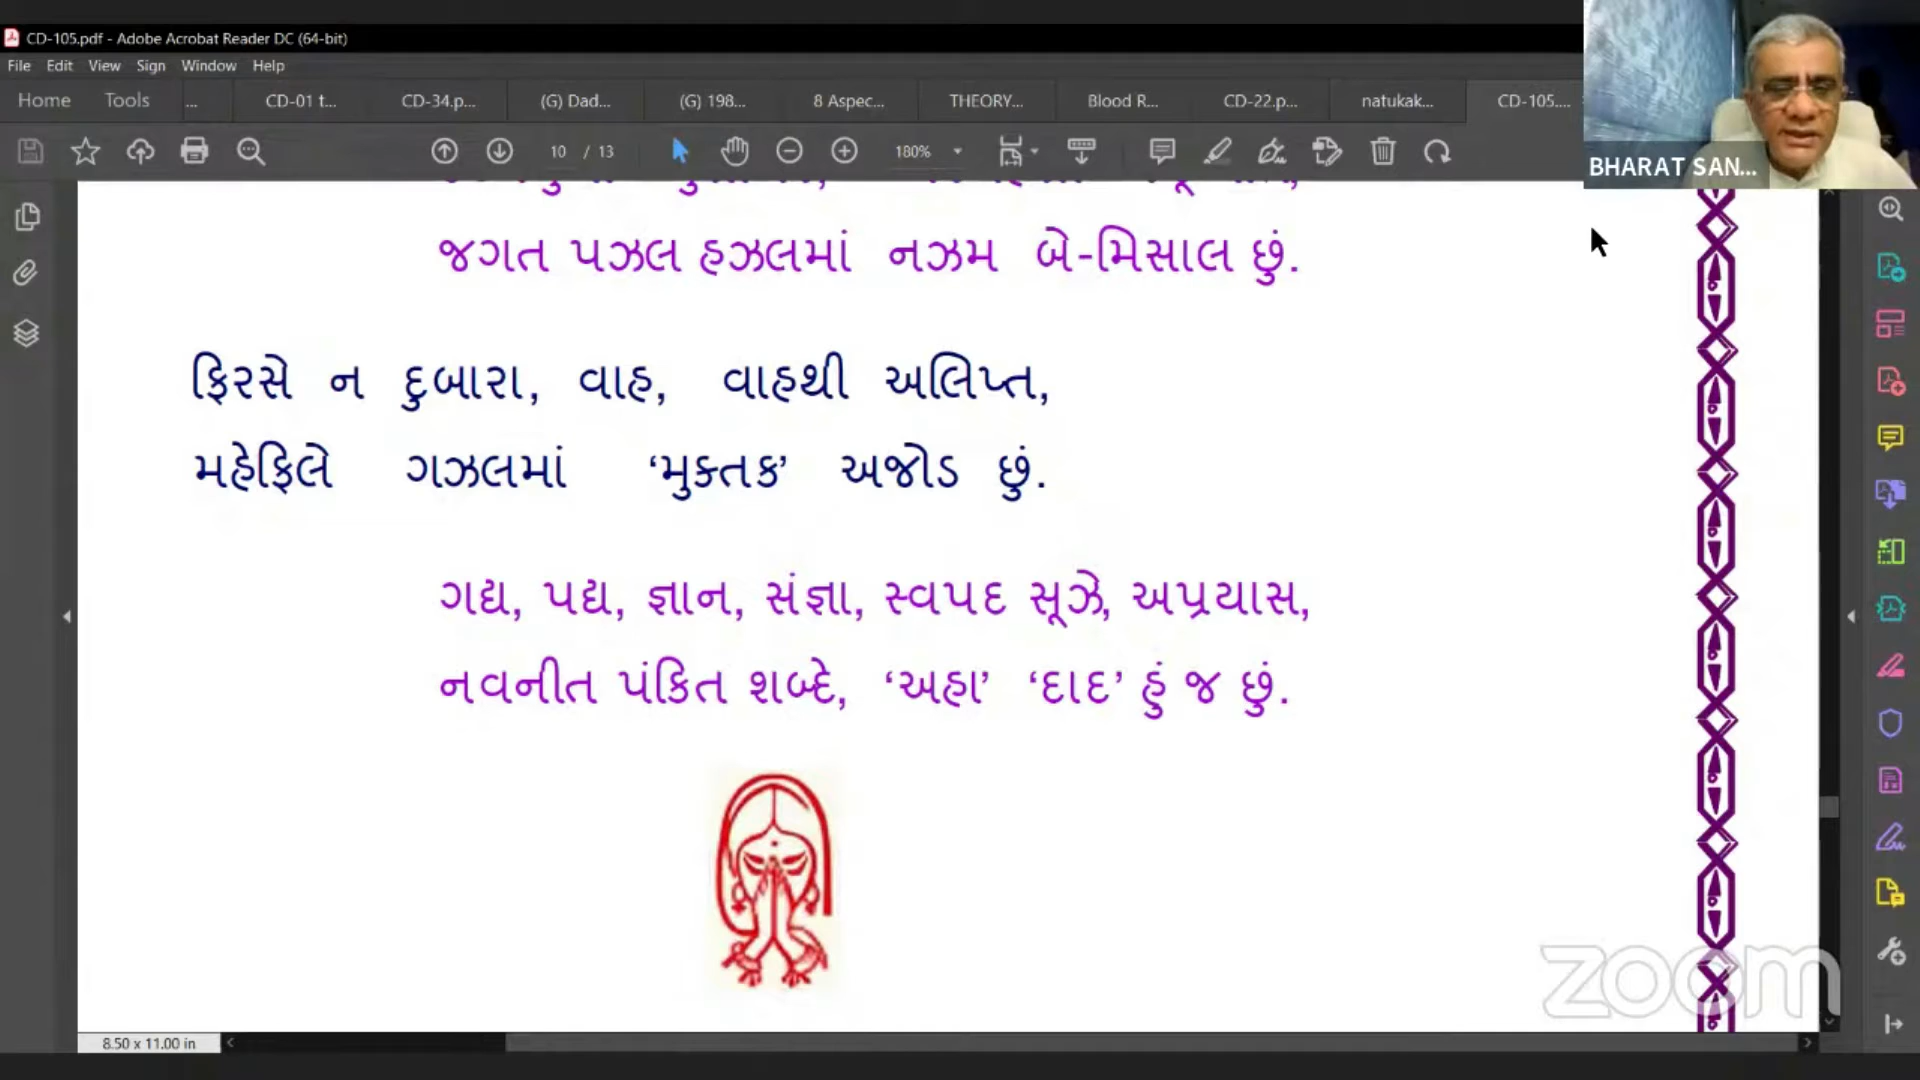 CD-105.pdf - Adobe Acrobat Reader DC (64-bit)
File Edit View Sign Window Help
Home Tools ... CD-01 t... CD-34.p... (G) Dad... (G) 198... 8 Aspec... THEORY... Blood R... CD-22.p... natukak... CD-105....
10 / 13 180%
BHARAT SAN...
જગત પઝલ હઝલમાં નઝમ બે-મિસાલ છું.
ફિરસે ન દુબારા, વાહ, વાહથી અલિપ્ત,
મહેફિલે ગઝલમાં ‘મુક્તક’ અજોડ છું.
ગદ્ય, પદ્ય, જ્ઞાન, સંજ્ઞા, સ્વપદ સૂઝે, અપ્રયાસ,
નવનીત પંકિત શબ્દે, ‘અહા’ ‘દાદ’ હું જ છું.
zoom
8.50 x 11.00 in